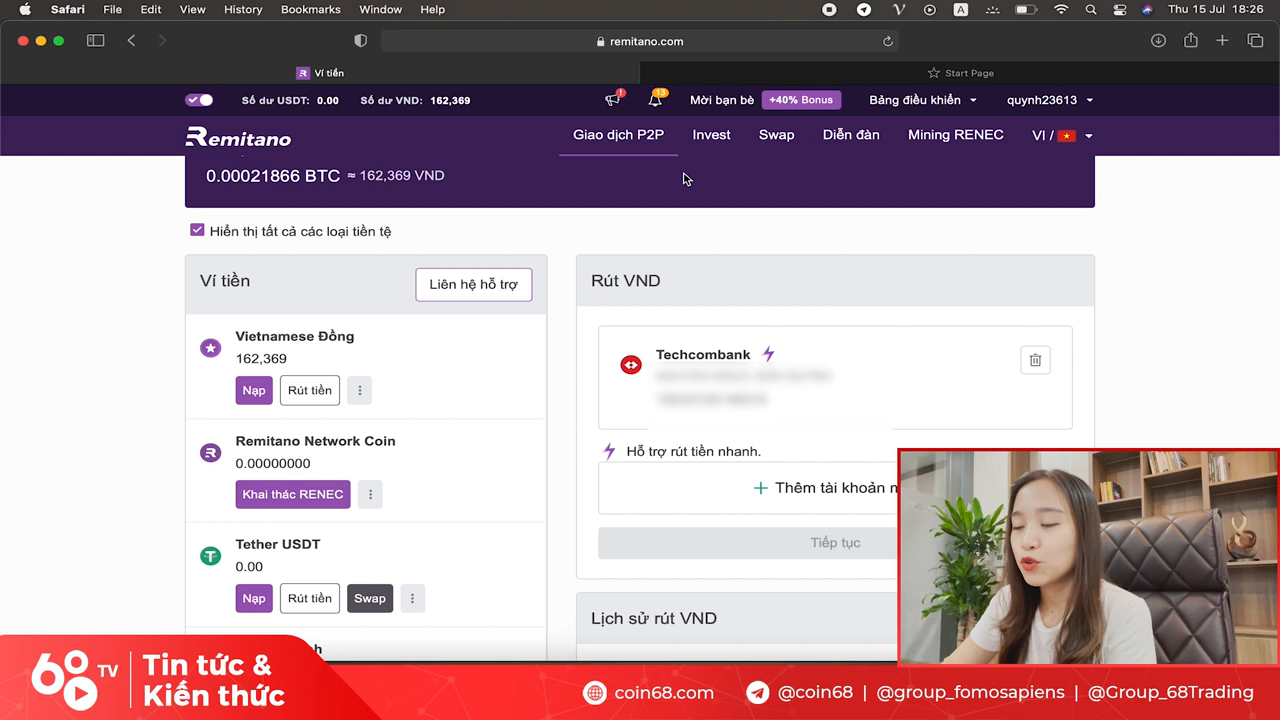 Safari File Edit View History Bookmarks Window Help
A
Thu 15 Jul 18:26
remitano.com
Ví tiền
Start Page
Số dư USDT: 0.00 Số dư VND: 162,369
! 13
Mời bạn bè +40% Bonus Bảng điều khiển quynh23613
Remitano
Giao dịch P2P Invest Swap Diễn đàn Mining RENEC VI /
0.00021866 BTC ≈ 162,369 VND
Hiển thị tất cả các loại tiền tệ
Ví tiền
Liên hệ hỗ trợ
Vietnamese Đồng
162,369
Nạp Rút tiền
Remitano Network Coin
0.00000000
Khai thác RENEC
Tether USDT
0.00
Nạp Rút tiền Swap
Rút VND
Techcombank
Hỗ trợ rút tiền nhanh.
+ Thêm tài khoản
Tiếp tục
Lịch sử rút VND
68 TV
Tin tức &
Kiến thức
coin68.com @coin68 | @group_fomosapiens | @Group_68Trading